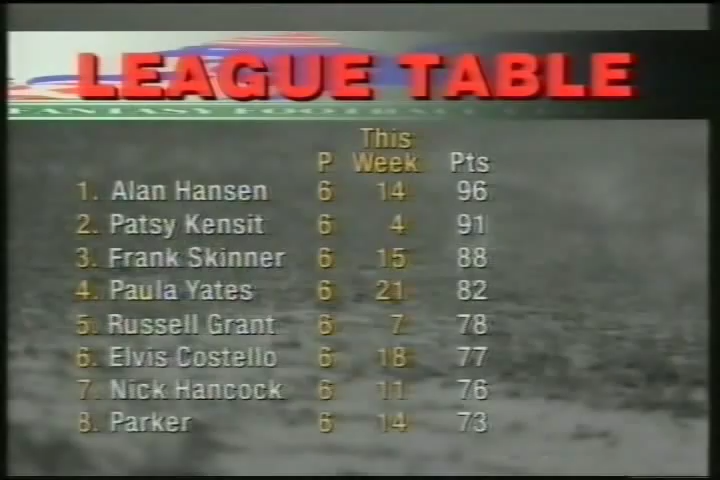 LEAGUE TABLE
FANTASY FOOTBALL
This
P Week Pts
1. Alan Hansen 6 14 96
2. Patsy Kensit 6 4 91
3. Frank Skinner 6 15 88
4. Paula Yates 6 21 82
5. Russell Grant 6 7 78
6. Elvis Costello 6 18 77
7. Nick Hancock 6 11 76
8. Parker 6 14 73